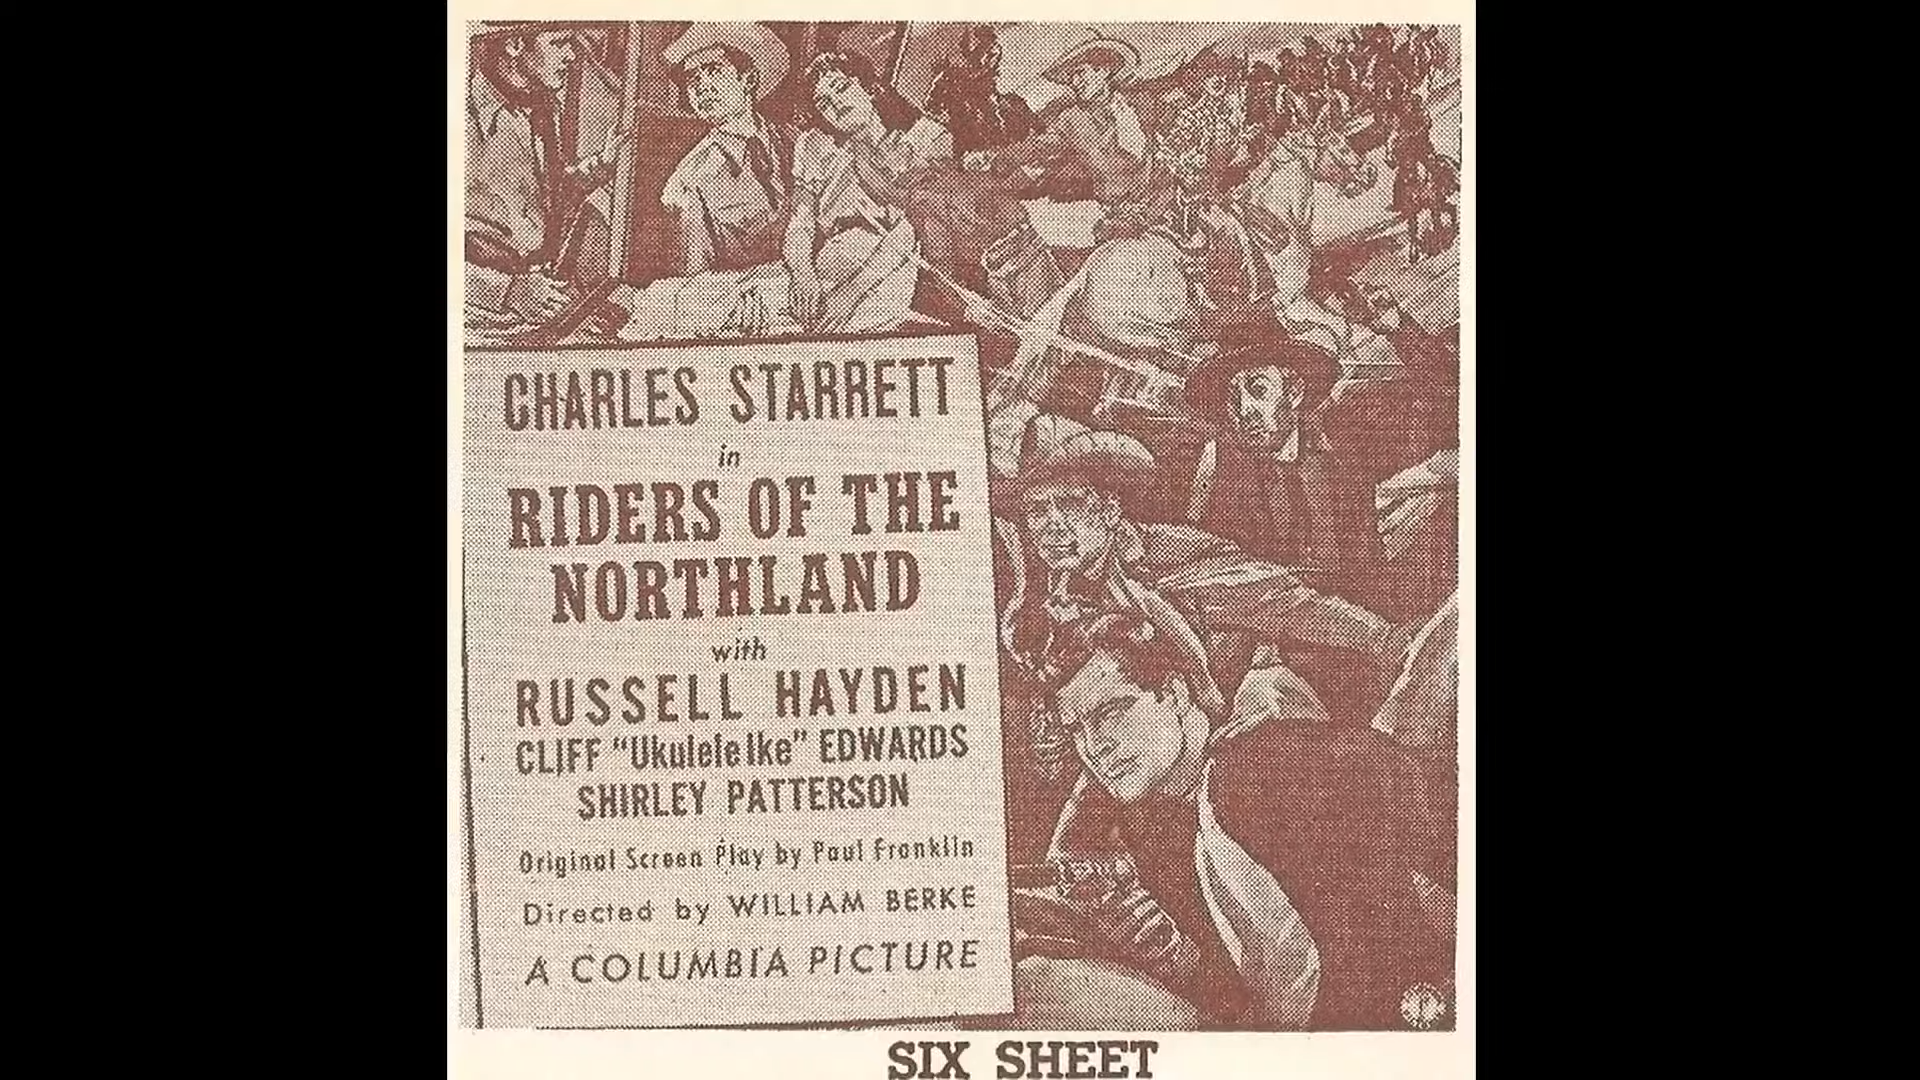 CHARLES STARRETT
in
RIDERS OF THE
NORTHLAND
with
RUSSELL HAYDEN
CLIFF "Ukulele Ike" EDWARDS
SHIRLEY PATTERSON
Original Screen Play by Paul Franklin
Directed by WILLIAM BERKE
A COLUMBIA PICTURE
SIX SHEET